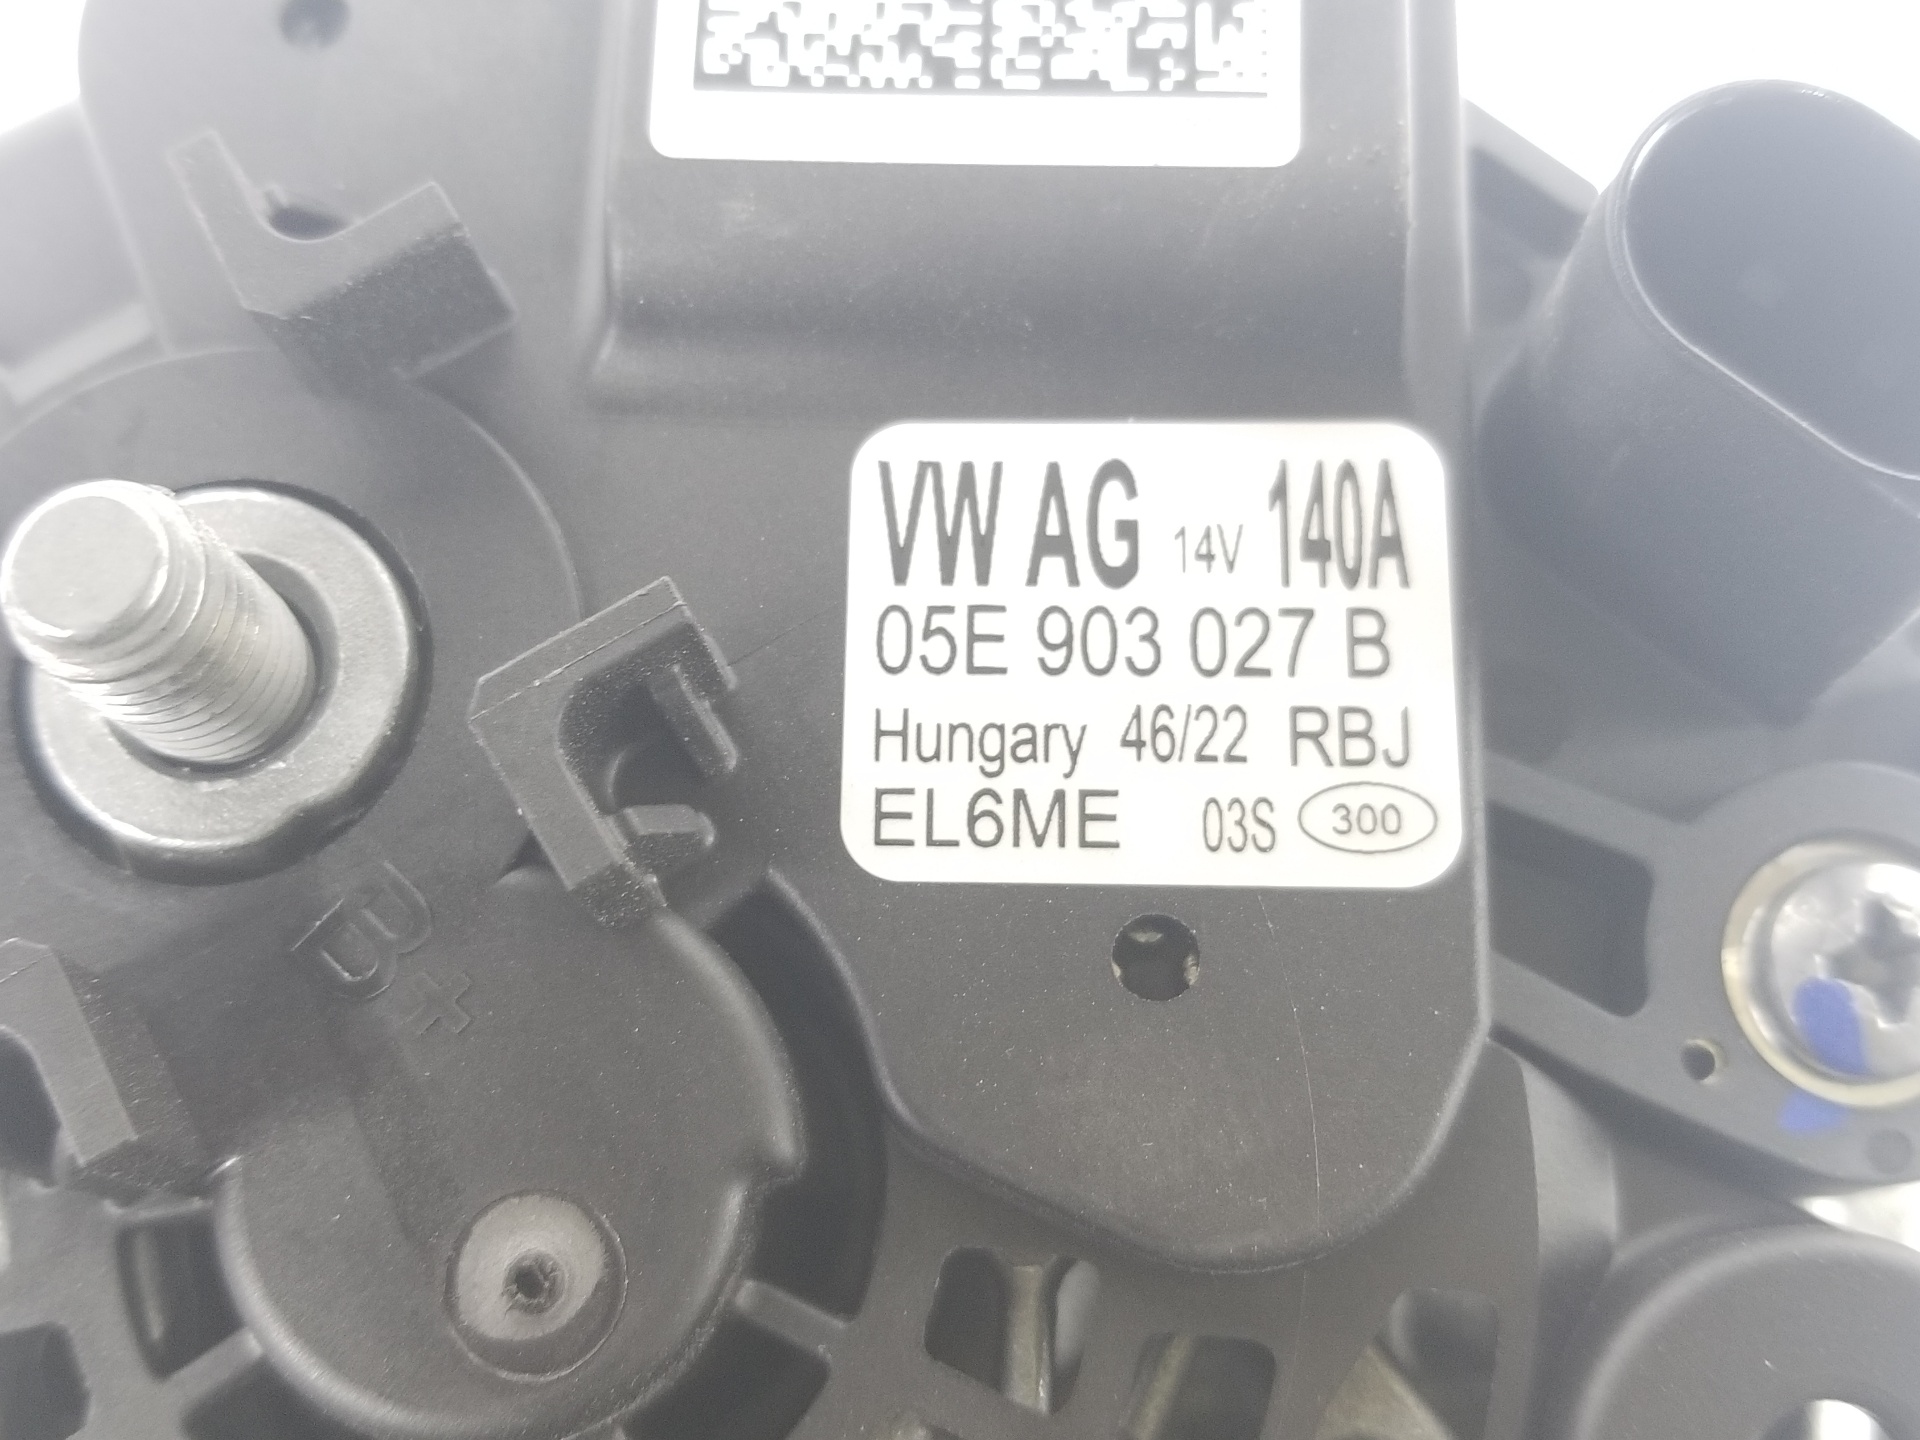 VW AG 14V 140A
05E 903 027 B
Hungary 46/22 RBJ
EL6ME 03S 300
B+